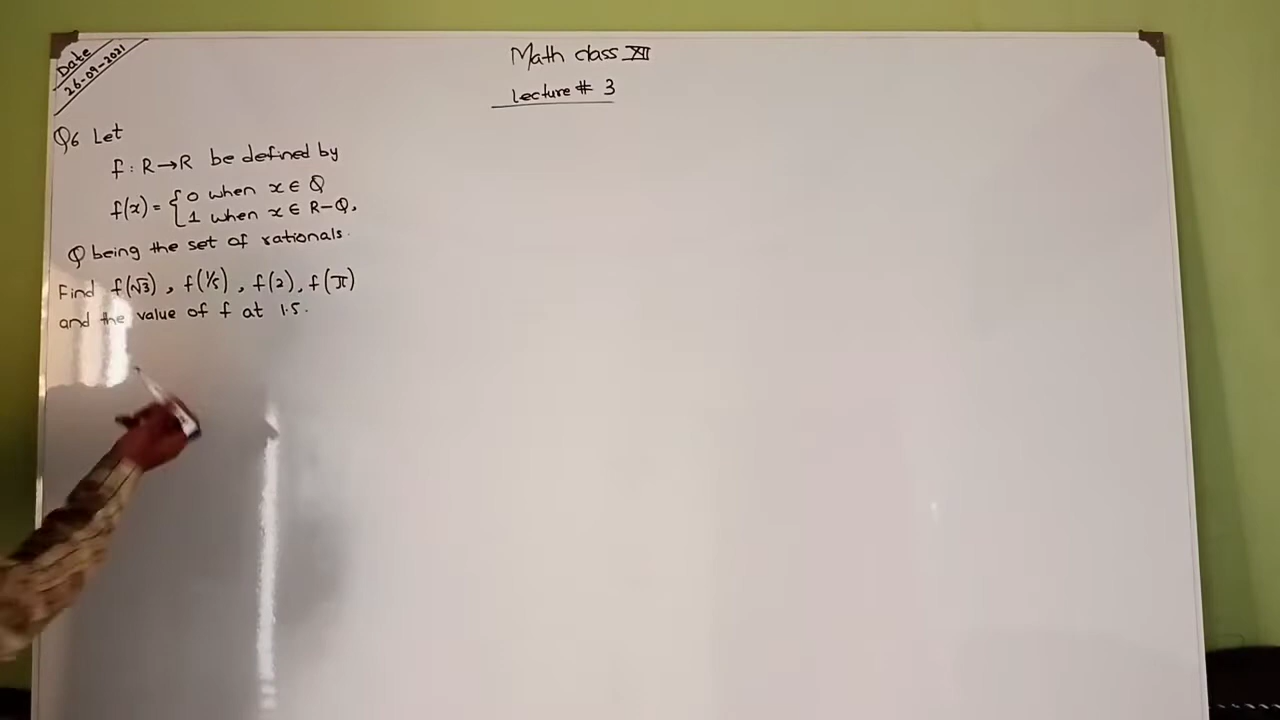 Date
26-09-2021
Math class XII
Lecture # 3
Q6 Let
f : R→R be defined by
f(x) = { 0 when x ∈ Q
1 when x ∈ R-Q,
Q being the set of rationals.
Find f(√3), f(1/5), f(2), f(π)
and the value of f at 1.5.